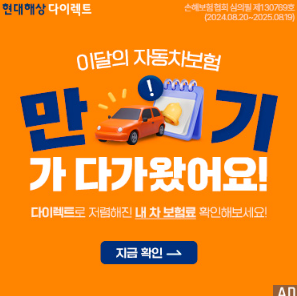 현대해상 다이렉트
손해보험협회 심의필 제130769호
(2024.08.20~2025.08.19)
이달의 자동차보험
만 ! 기
가 다가왔어요!
다이렉트로 저렴해진 내 차 보험료 확인해보세요!
지금 확인
AD